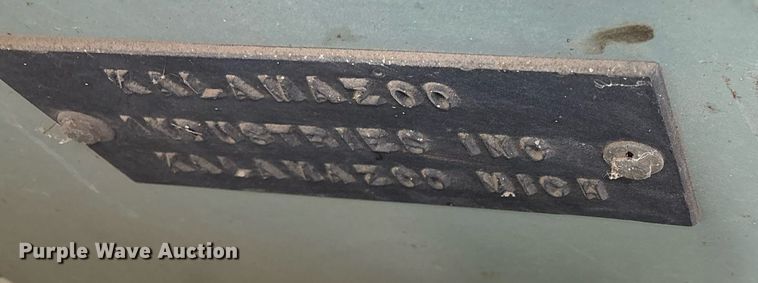 KALAMAZOO
INDUSTRIES INC
KALAMAZOO MICH
Purple Wave Auction